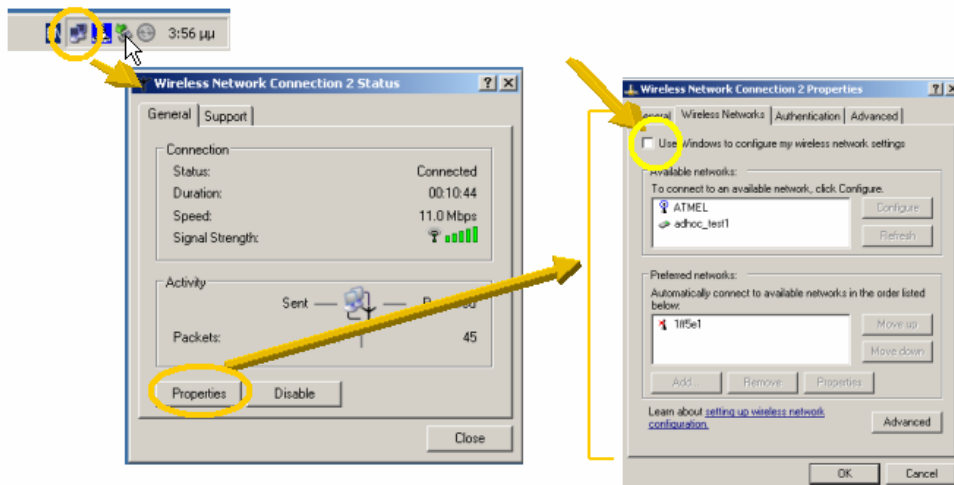 3:56 μμ
Wireless Network Connection 2 Status
General Support
Connection
Status: Connected
Duration: 00:10:44
Speed: 11.0 Mbps
Signal Strength:
Activity
Sent
Packets: 45
Properties Disable
Close
Wireless Network Connection 2 Properties
Wireless Networks Authentication Advanced
Use Windows to configure my wireless network settings
Available networks:
To connect to an available network, click Configure.
ATMEL
adhoc_test1
Configure
Refresh
Preferred networks:
Automatically connect to available networks in the order listed
below:
1ff5e1
Move up
Move down
Add... Remove Properties
Learn about setting up wireless network
configuration.
Advanced
OK Cancel